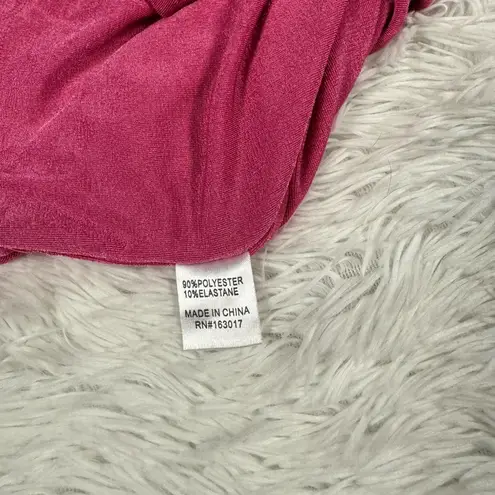 90%POLYESTER
10%ELASTANE
MADE IN CHINA
RN#163017